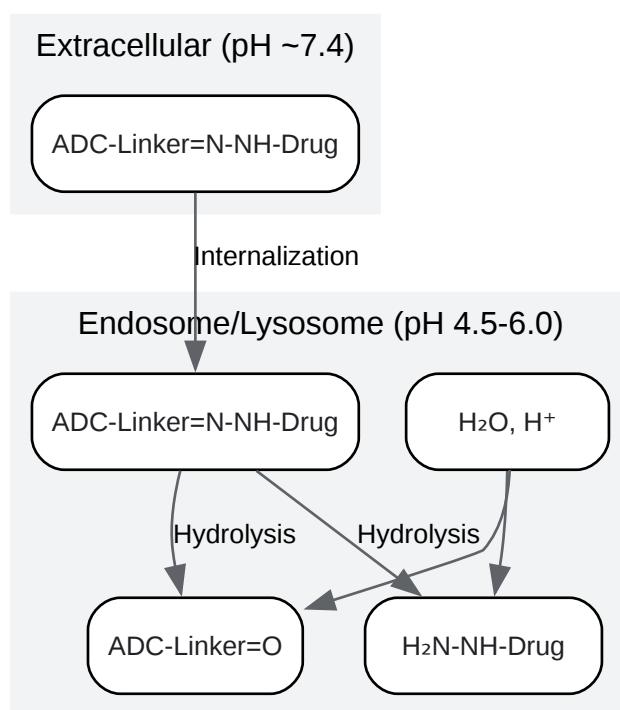 Extracellular (pH ~7.4)
ADC-Linker=N-NH-Drug
Internalization
Endosome/Lysosome (pH 4.5-6.0)
ADC-Linker=N-NH-Drug
H₂O, H⁺
Hydrolysis
Hydrolysis
ADC-Linker=O
H₂N-NH-Drug